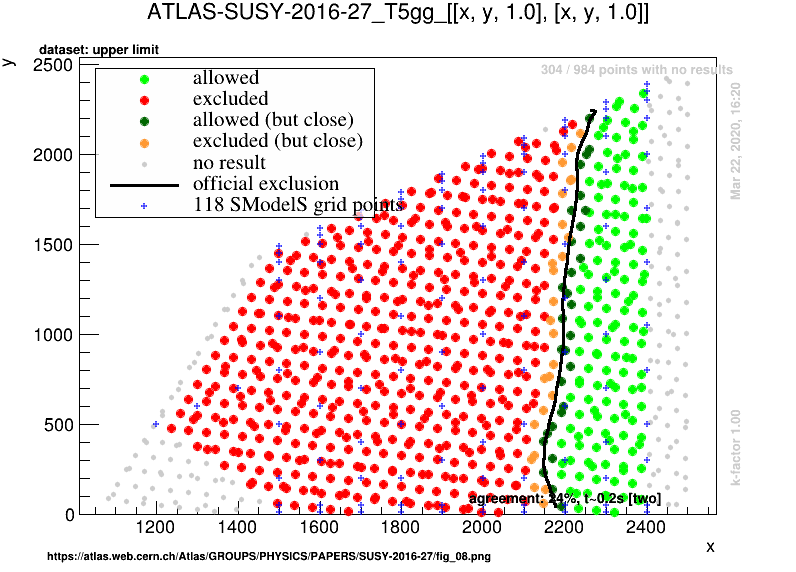 ATLAS-SUSY-2016-27_T5gg_[[x, y, 1.0], [x, y, 1.0]]
y
dataset: upper limit
304 / 984 points with no results
allowed
excluded
allowed (but close)
excluded (but close)
no result
official exclusion
118 SModelS grid points
Mar 22, 2020, 16:20
k-factor 1.00
2500
2000
1500
1000
500
0
agreement: 24%, t~0.2s [two]
1200 1400 1600 1800 2000 2200 2400
x
https://atlas.web.cern.ch/Atlas/GROUPS/PHYSICS/PAPERS/SUSY-2016-27/fig_08.png